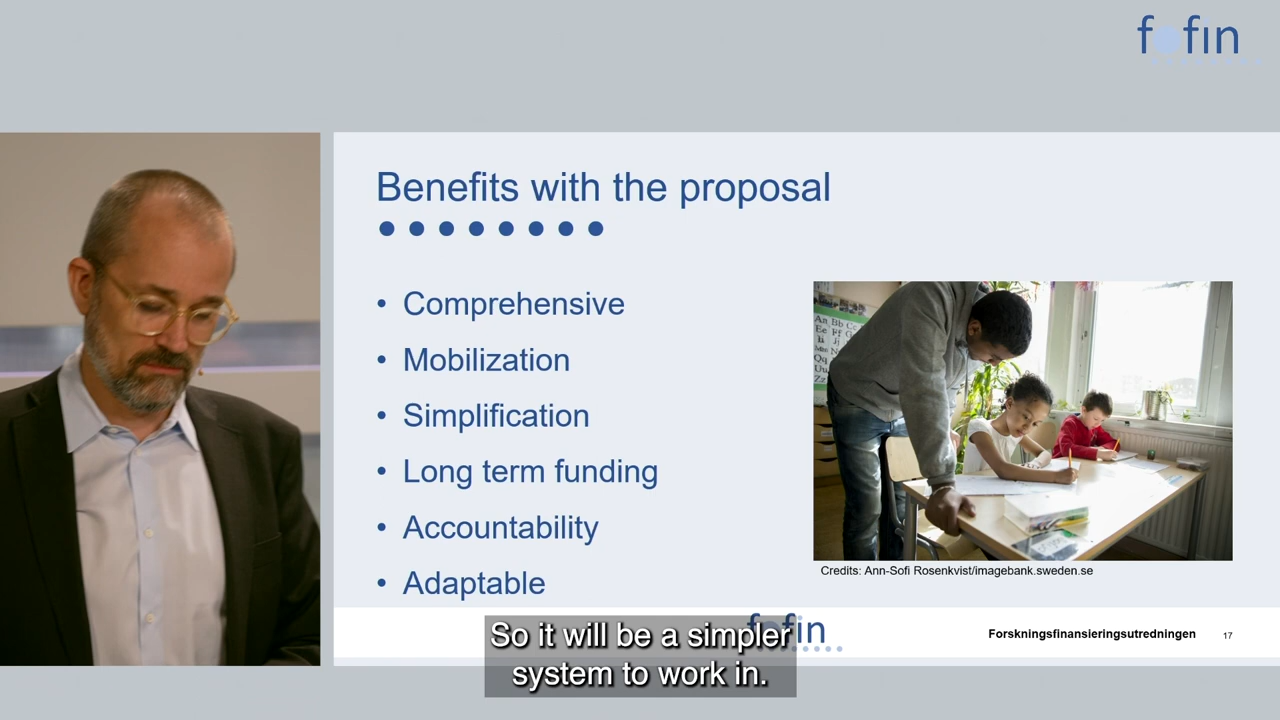 fofin
Benefits with the proposal
• Comprehensive
• Mobilization
• Simplification
• Long term funding
• Accountability
• Adaptable
Credits: Ann-Sofi Rosenkvist/imagebank.sweden.se
fofin
Forskningsfinansieringsutredningen
17
So it will be a simpler
system to work in.